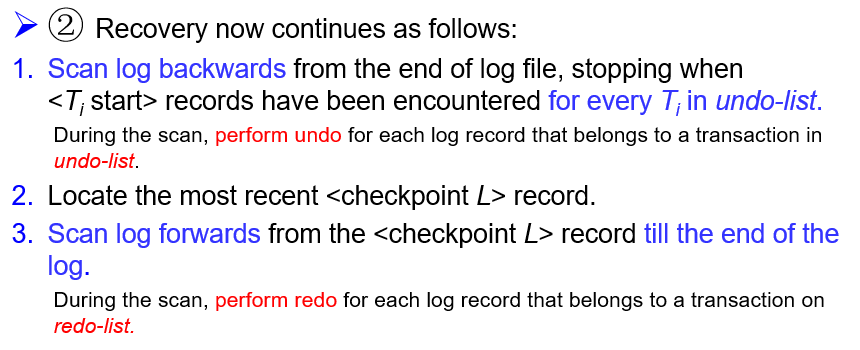 ➢ ② Recovery now continues as follows:
1. Scan log backwards from the end of log file, stopping when
<Ti start> records have been encountered for every Ti in undo-list.
During the scan, perform undo for each log record that belongs to a transaction in
undo-list.
2. Locate the most recent <checkpoint L> record.
3. Scan log forwards from the <checkpoint L> record till the end of the
log.
During the scan, perform redo for each log record that belongs to a transaction on
redo-list.